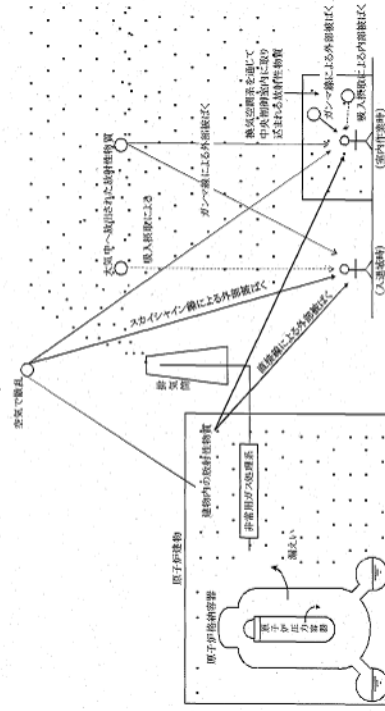 原子炉建物
原子炉格納容器
原子炉圧力容器
漏えい
非常用ガス処理系
建物内の放射性物質
排気筒
空気で散乱
スカイシャイン線による外部被ばく
直接線による外部被ばく
大気中へ放出された放射性物質
吸入摂取による
ガンマ線による外部被ばく
換気空調系を通じて
中央制御室内に取り
込まれる放射性物質
ガンマ線による外部被ばく
吸入摂取による内部被ばく
(入退域時)
(室内作業時)